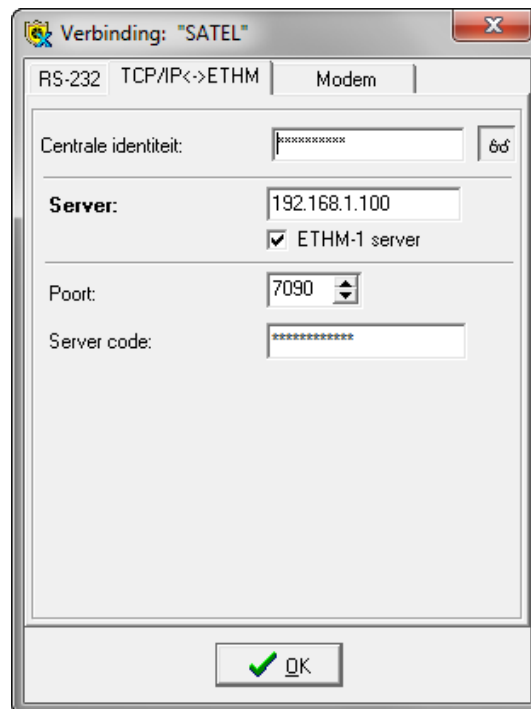 Verbinding: "SATEL"
RS-232 TCP/IP<->ETHM Modem
Centrale identiteit: **********
Server: 192.168.1.100
ETHM-1 server
Poort: 7090
Server code: ************
OK